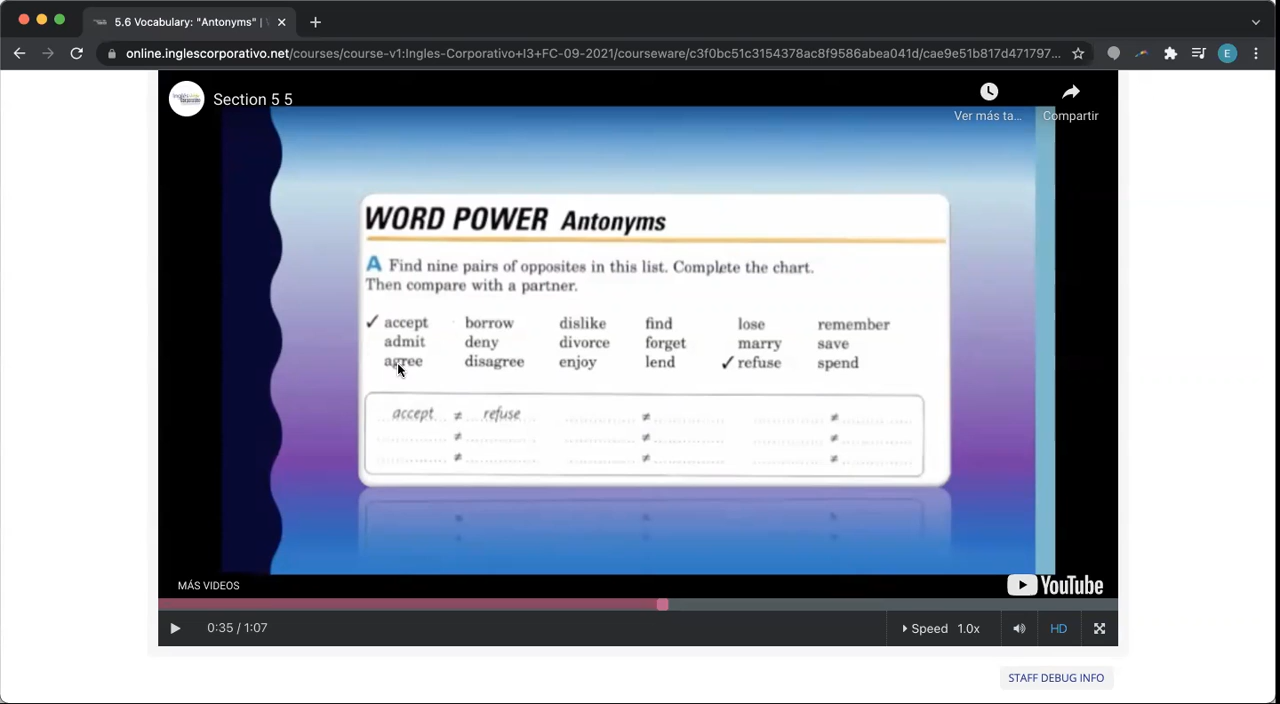 5.6 Vocabulary: "Antonyms" |
online.inglescorporativo.net/courses/course-v1:Ingles-Corporativo+I3+FC-09-2021/courseware/c3f0bc51c3154378ac8f9586abea041d/cae9e51b817d471797...
E
Section 5 5
Ver más ta...
Compartir
WORD POWER Antonyms
A Find nine pairs of opposites in this list. Complete the chart.
Then compare with a partner.
✓ accept borrow dislike find lose remember
admit deny divorce forget marry save
agree disagree enjoy lend ✓ refuse spend
accept ≠ refuse ≠ ≠
≠ ≠ ≠
≠ ≠ ≠
MÁS VIDEOS
YouTube
0:35 / 1:07
Speed 1.0x
HD
STAFF DEBUG INFO